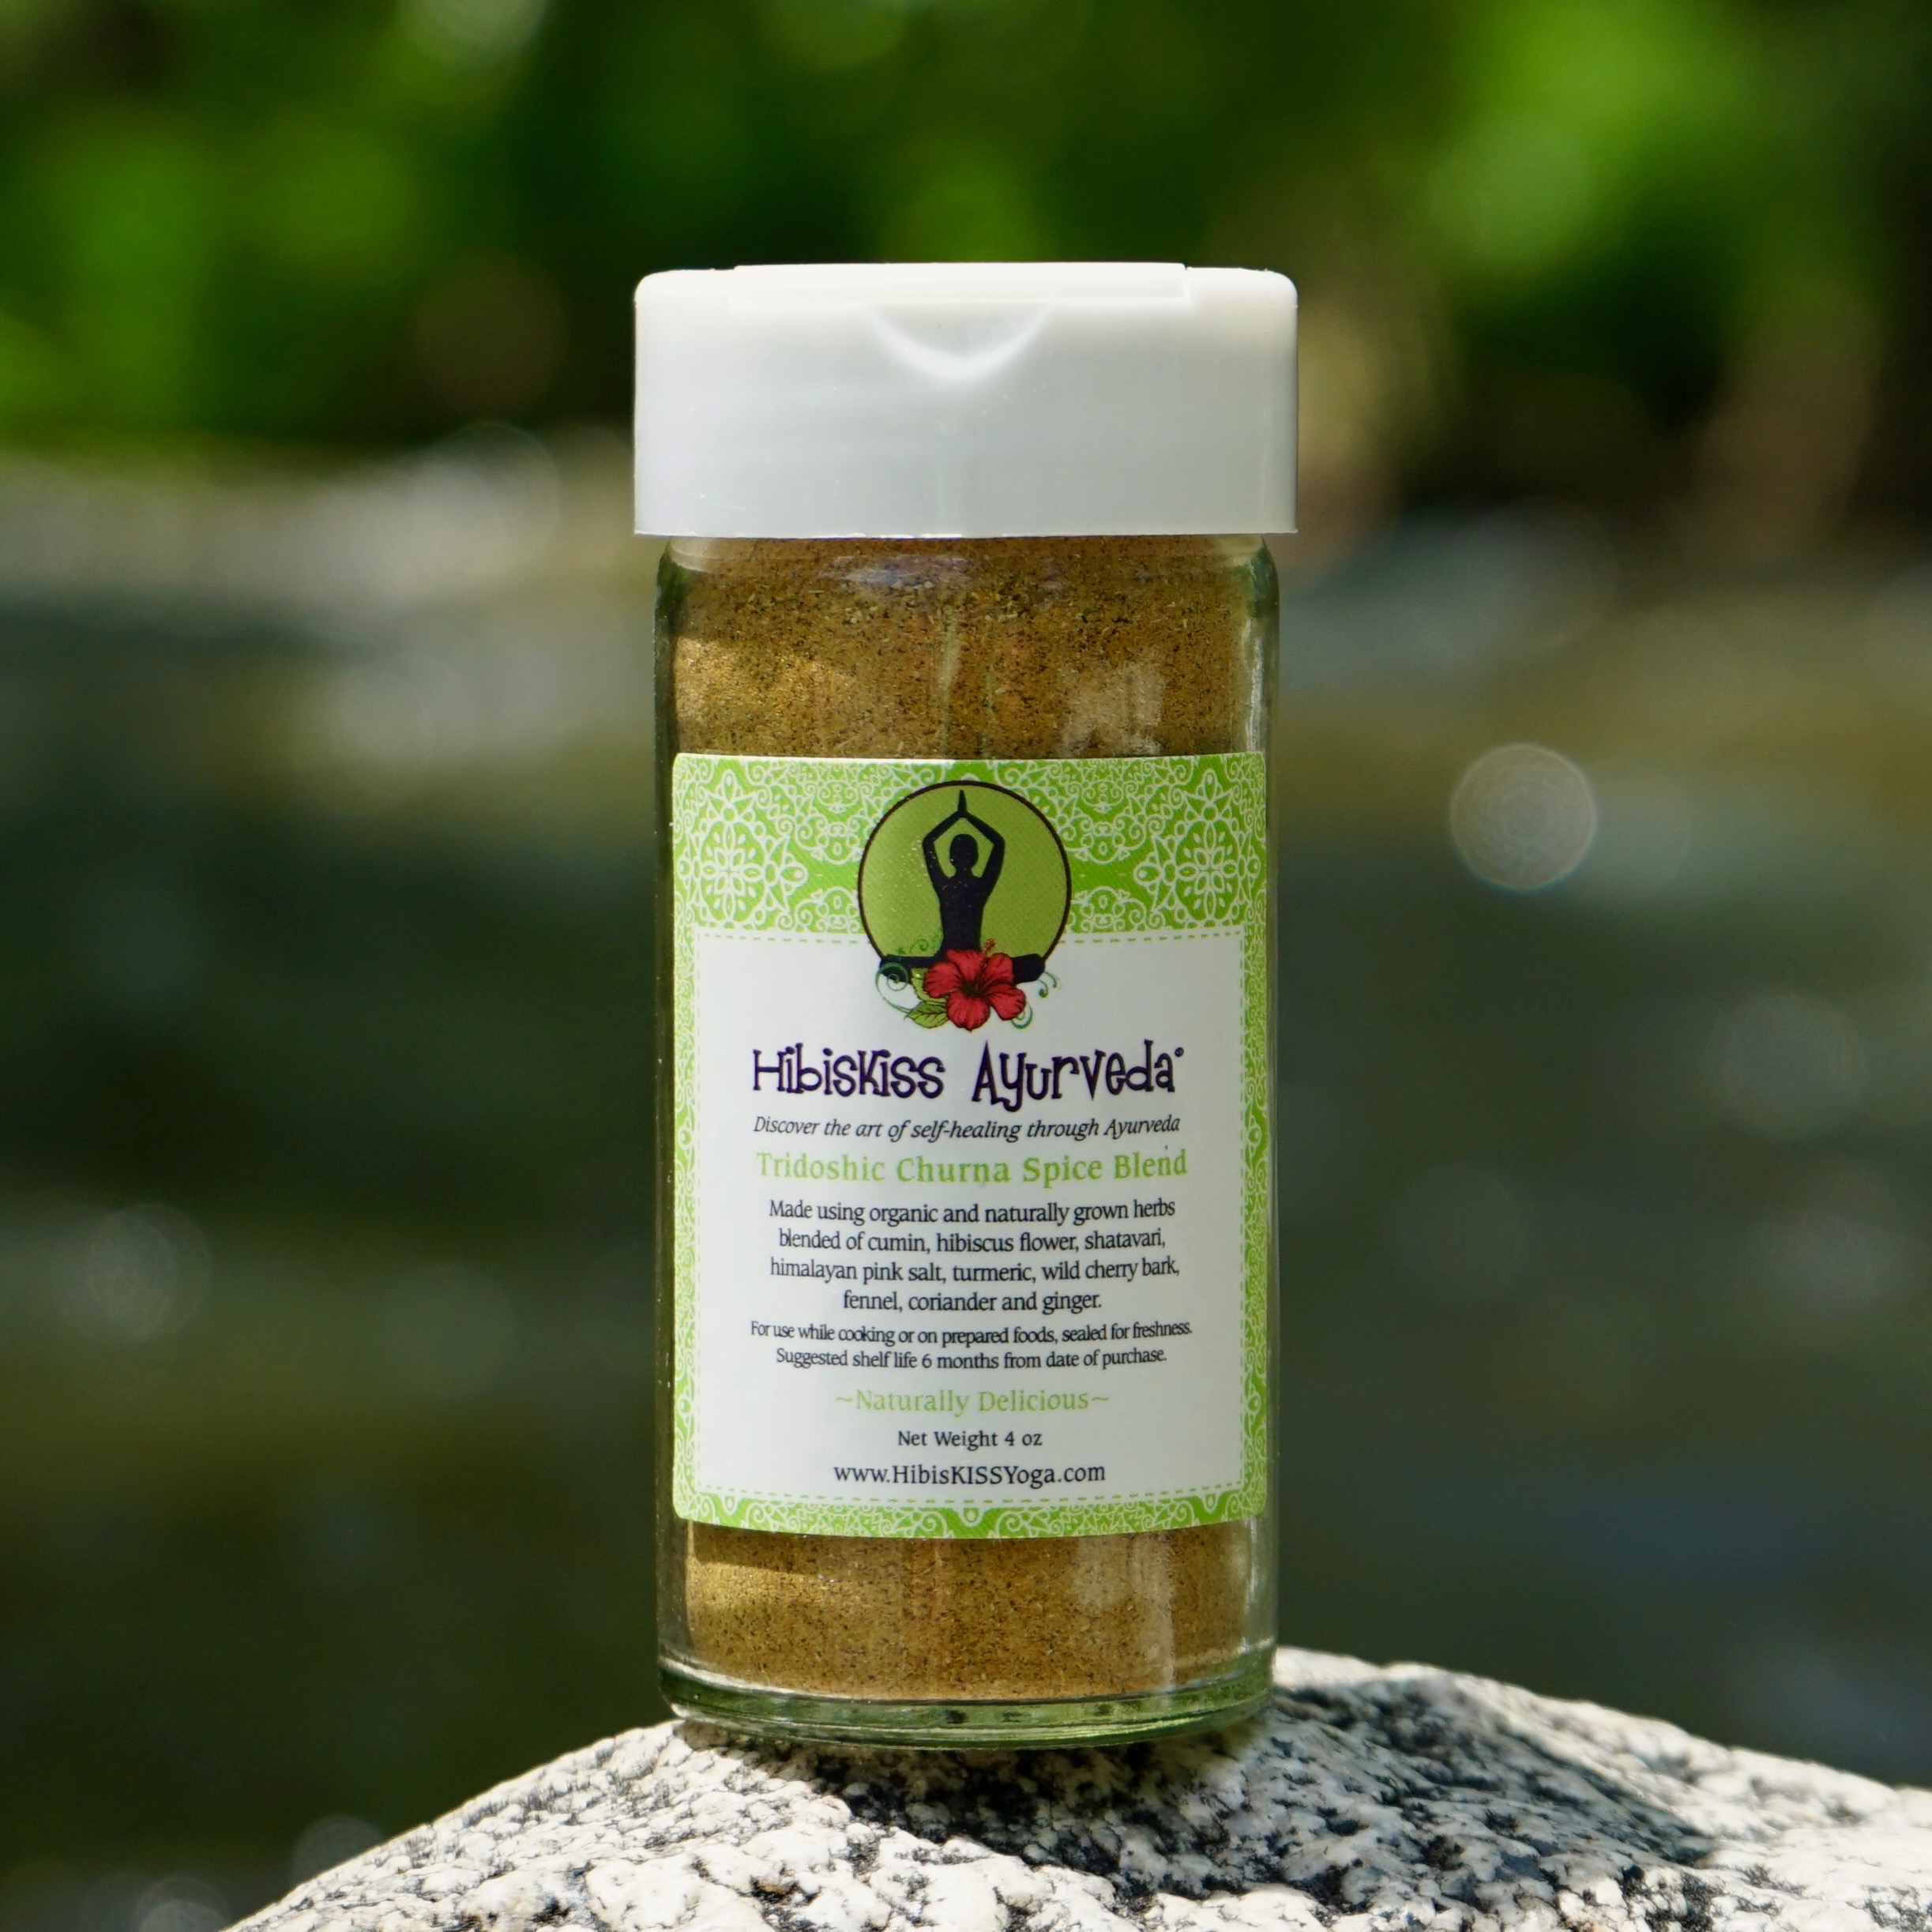 Hibiskiss Ayurveda®
Discover the art of self-healing through Ayurveda
Tridoshic Churna Spice Blend
Made using organic and naturally grown herbs
blended of cumin, hibiscus flower, shatavari,
himalayan pink salt, turmeric, wild cherry bark,
fennel, coriander and ginger.
For use while cooking or on prepared foods, sealed for freshness.
Suggested shelf life 6 months from date of purchase.
~Naturally Delicious~
Net Weight 4 oz
www.HibisKISSYoga.com